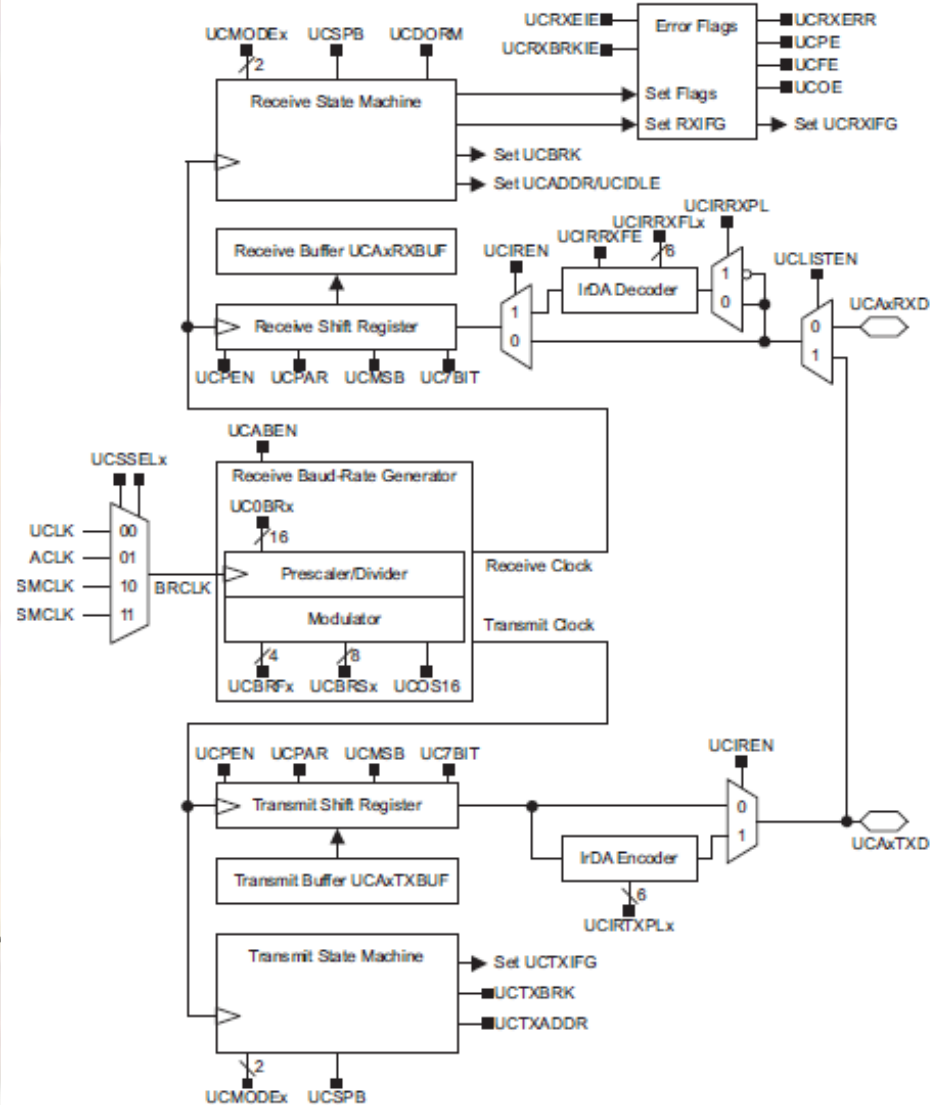 UCRXEIE
UCRXBRKIE
Error Flags
UCRXERR
UCPE
UCFE
UCOE
Set Flags
Set RXIFG
Set UCRXIFG
UCMODEx
UCSPB
UCDORM
2
Receive State Machine
Set UCBRK
Set UCADDR/UCIDLE
Receive Buffer UCAxRXBUF
Receive Shift Register
UCPEN
UCPAR
UCMSB
UC7BIT
UCIREN
1
0
UCIRRXFE
UCIRRXFLx
6
IrDA Decoder
UCIRRXPL
1
0
UCLISTEN
0
1
UCAxRXD
UCABEN
Receive Baud-Rate Generator
UC0BRx
16
Prescaler/Divider
Modulator
4
8
UCBRFx
UCBRSx
UCOS16
UCSSELx
UCLK
00
ACLK
01
SMCLK
10
SMCLK
11
BRCLK
Receive Clock
Transmit Clock
UCPEN
UCPAR
UCMSB
UC7BIT
Transmit Shift Register
Transmit Buffer UCAxTXBUF
UCIREN
0
1
IrDA Encoder
6
UCIRTXPLx
UCAxTXD
Transmit State Machine
Set UCTXIFG
UCTXBRK
UCTXADDR
2
UCMODEx
UCSPB